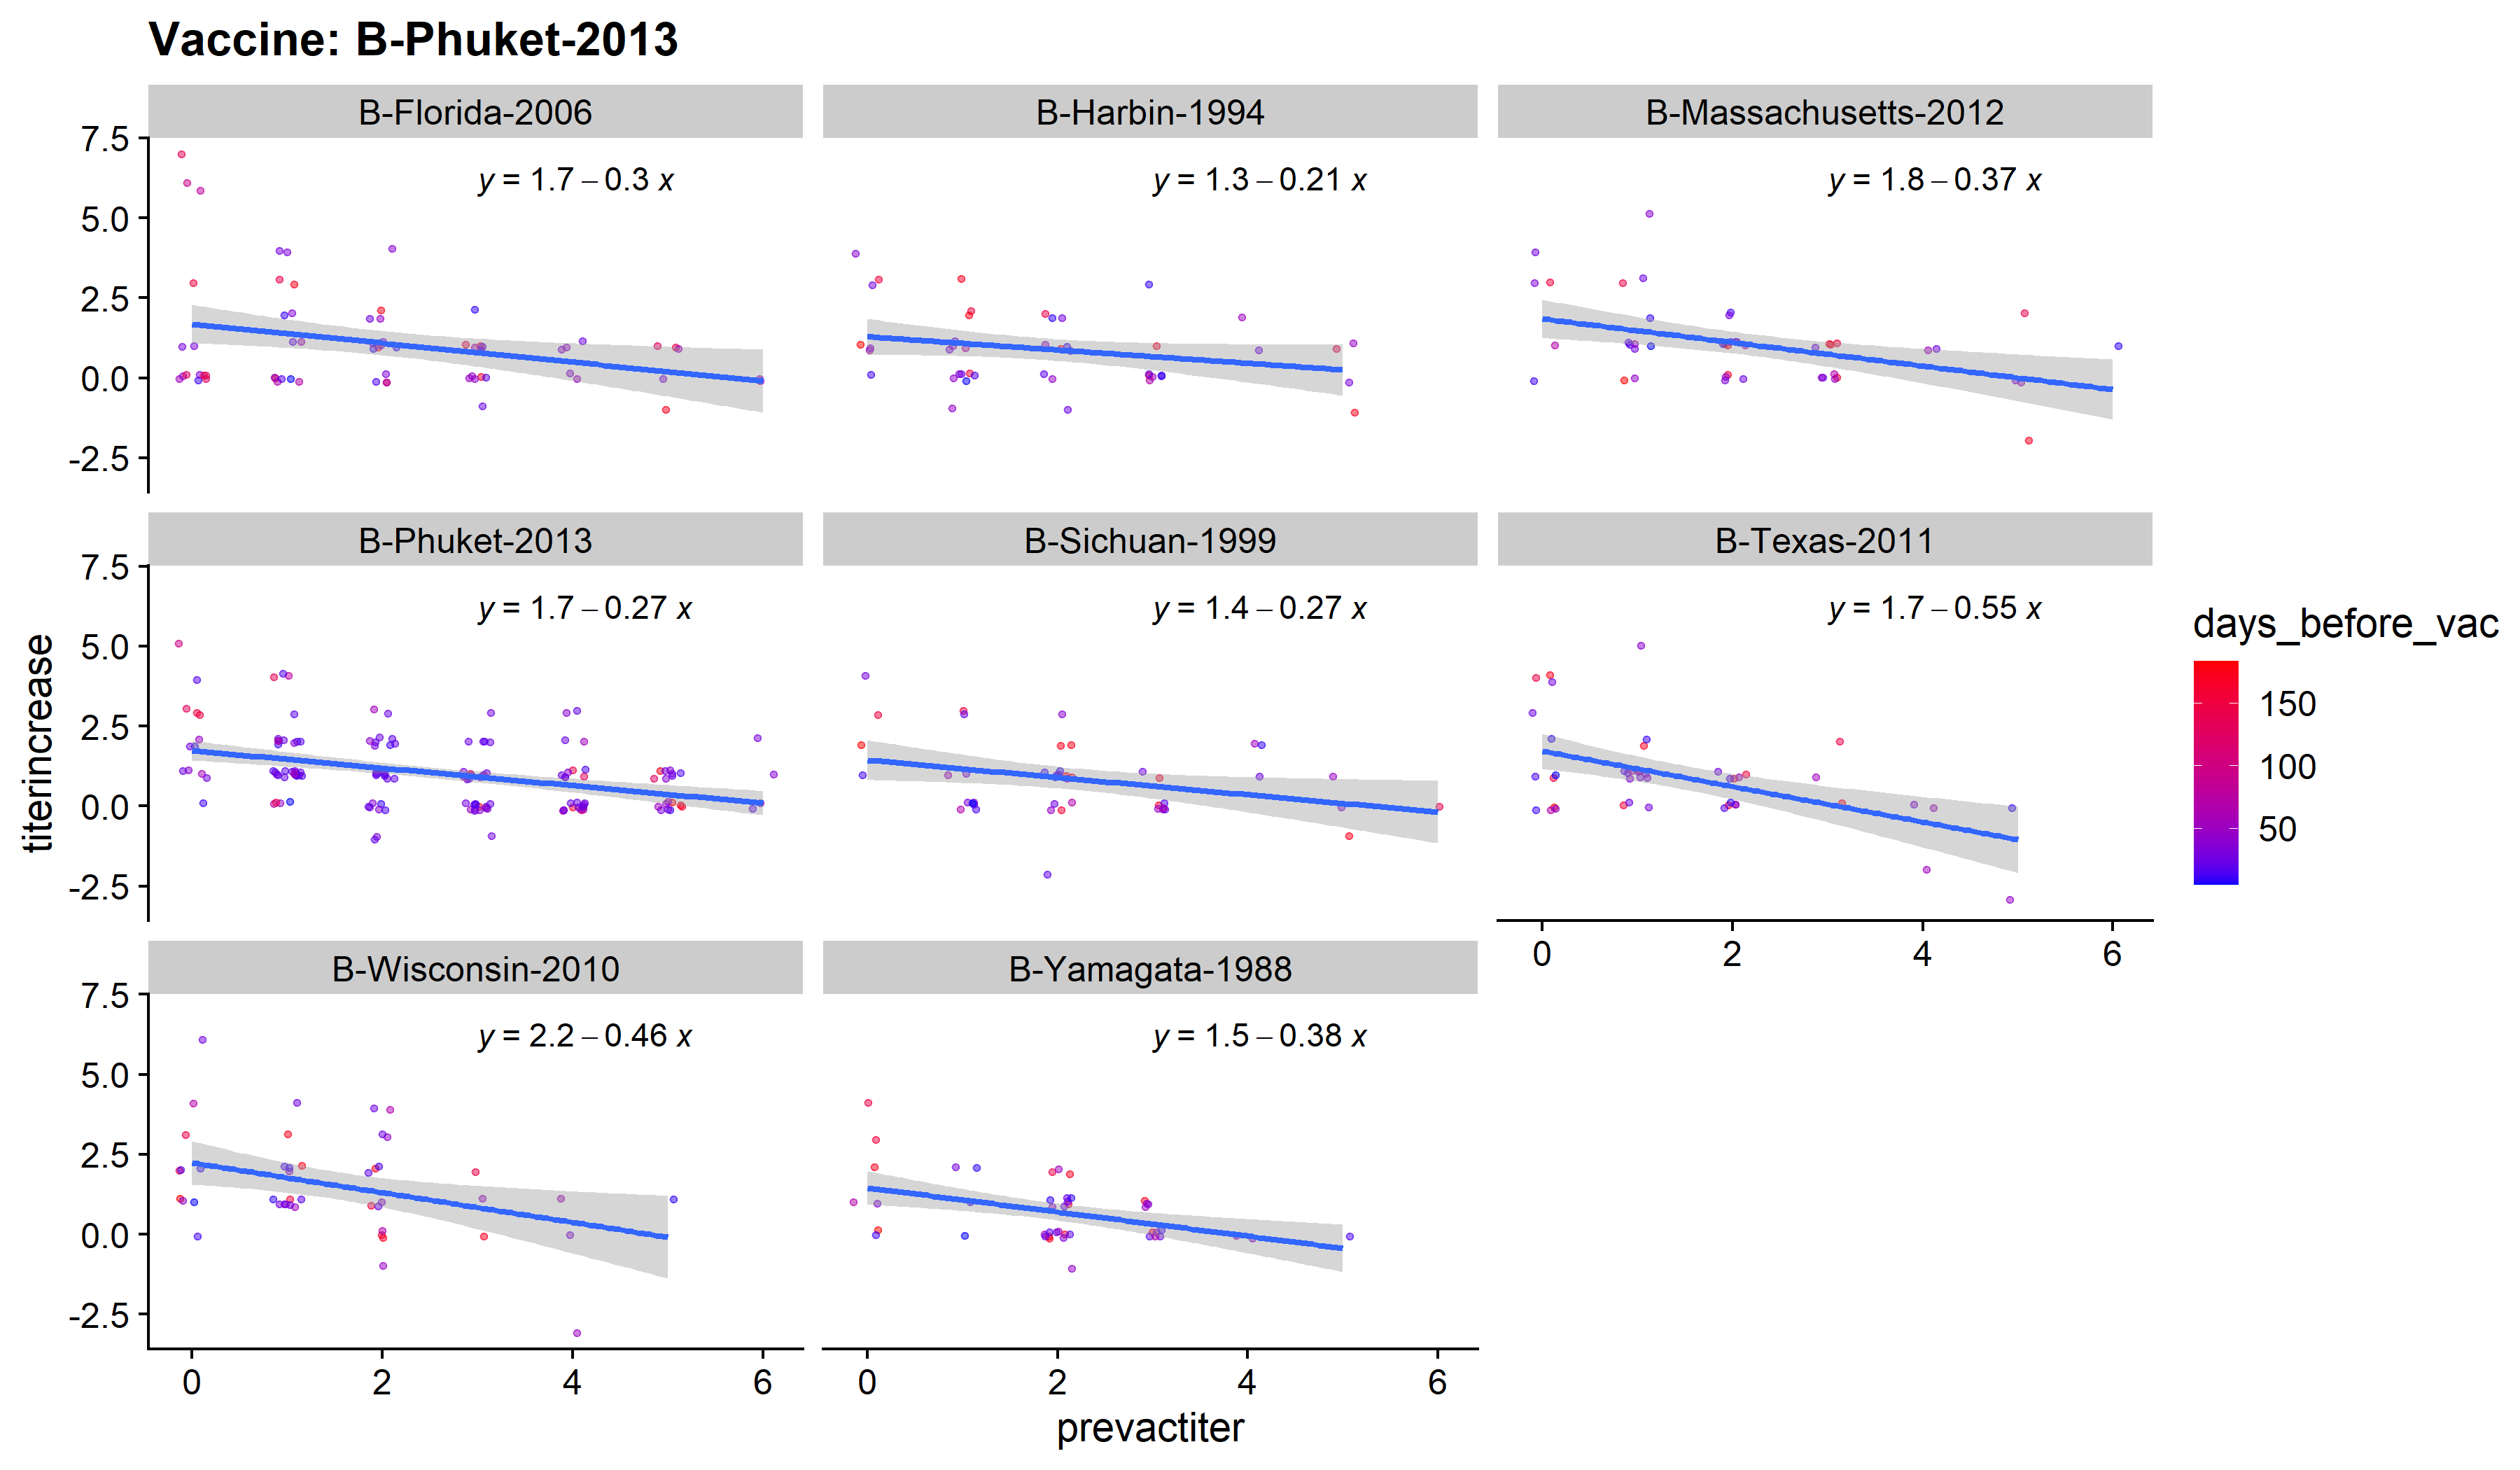 Vaccine: B-Phuket-2013
B-Florida-2006
B-Harbin-1994
B-Massachusetts-2012
7.5
5.0
2.5
0.0
-2.5
y = 1.7 – 0.3 x
y = 1.3 – 0.21 x
y = 1.8 – 0.37 x
B-Phuket-2013
B-Sichuan-1999
B-Texas-2011
7.5
5.0
2.5
0.0
-2.5
y = 1.7 – 0.27 x
y = 1.4 – 0.27 x
y = 1.7 – 0.55 x
0 2 4 6
titerincrease
days_before_vac
150
100
50
B-Wisconsin-2010
B-Yamagata-1988
7.5
5.0
2.5
0.0
-2.5
y = 2.2 – 0.46 x
y = 1.5 – 0.38 x
0 2 4 6
0 2 4 6
prevactiter